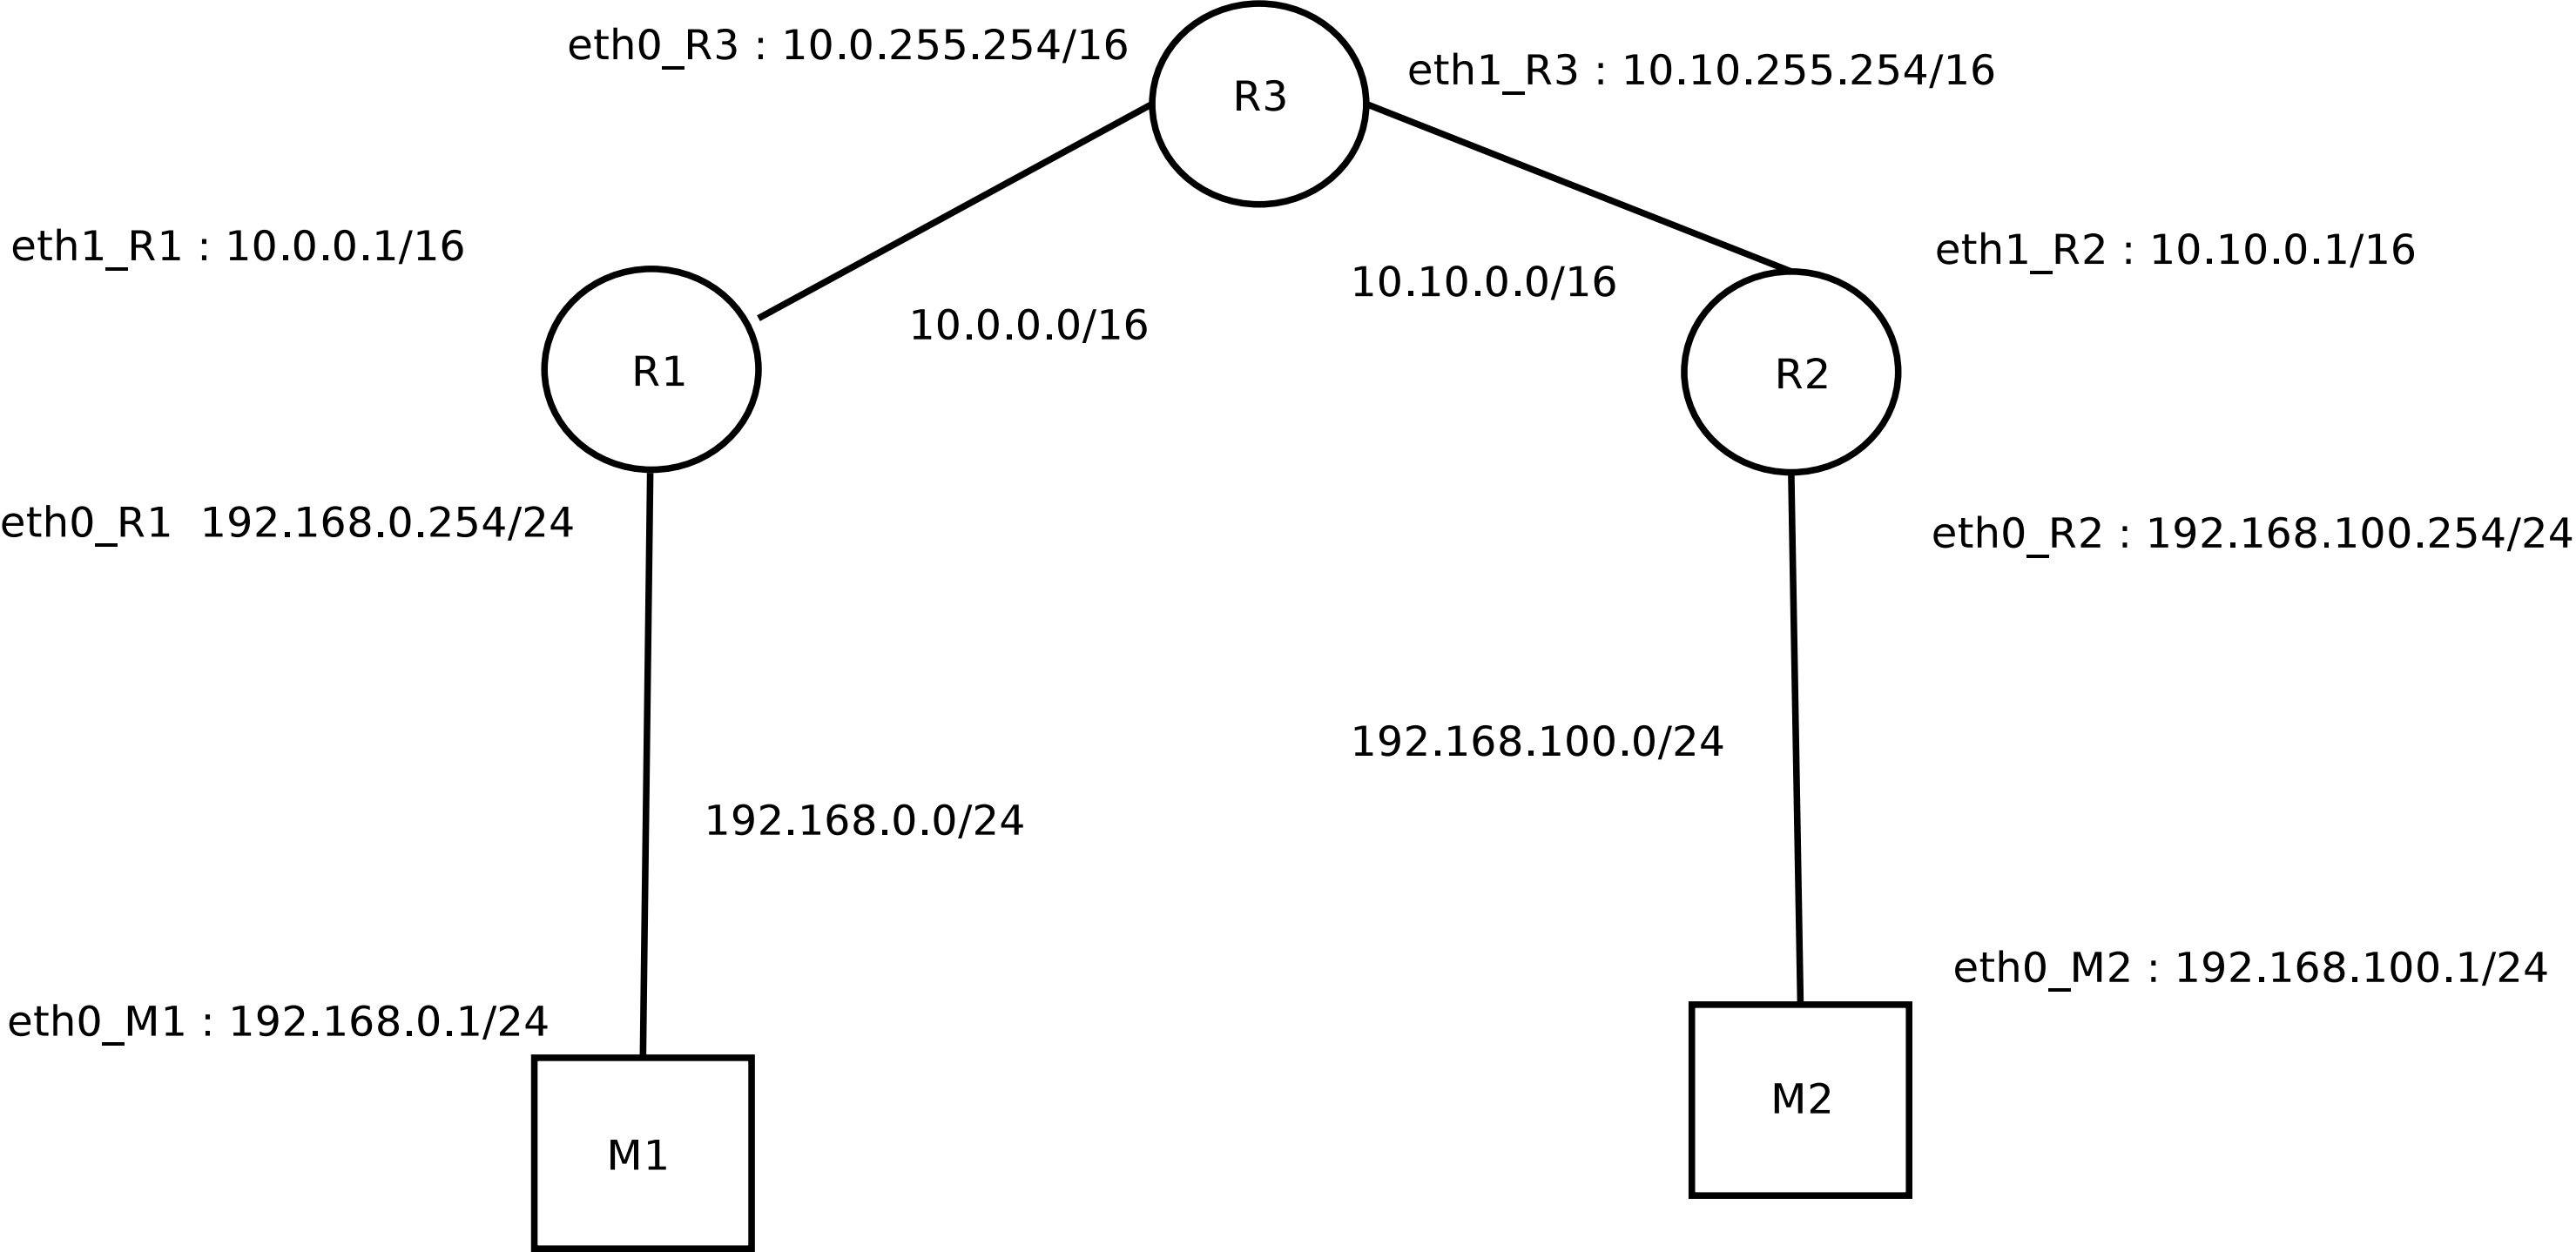 eth0_R3 : 10.0.255.254/16
eth1_R3 : 10.10.255.254/16
R3
eth1_R1 : 10.0.0.1/16
eth1_R2 : 10.10.0.1/16
10.10.0.0/16
10.0.0.0/16
R1
R2
eth0_R1  192.168.0.254/24
eth0_R2 : 192.168.100.254/24
192.168.100.0/24
192.168.0.0/24
eth0_M2 : 192.168.100.1/24
eth0_M1 : 192.168.0.1/24
M2
M1